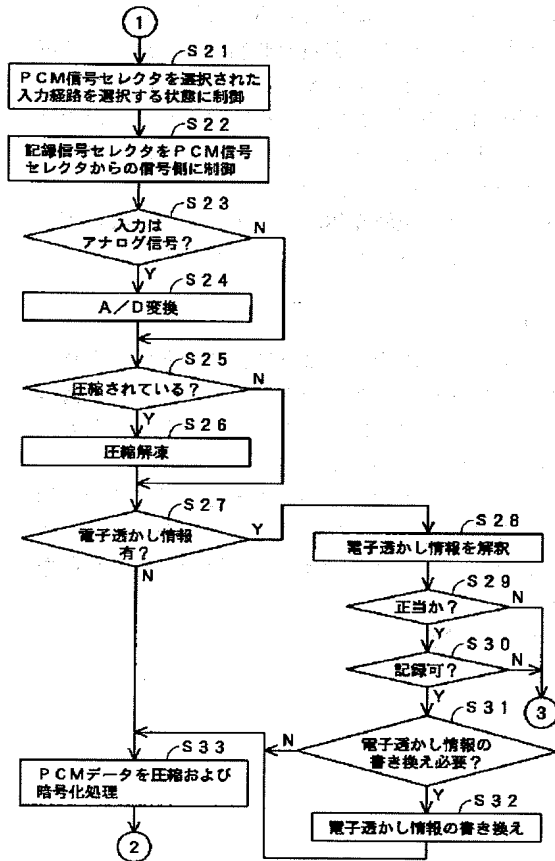 1
S21
PCM信号セレクタを選択された
入力経路を選択する状態に制御
S22
記録信号セレクタをPCM信号
セレクタからの信号側に制御
S23
入力は
アナログ信号？
N
Y
S24
A／D変換
S25
圧縮されている？
N
Y
S26
圧縮解凍
S27
電子透かし情報
有？
Y
N
S28
電子透かし情報を解釈
S29
正当か？
N
Y
S30
記録可？
N
Y
3
S31
電子透かし情報の
書き換え必要？
N
Y
S32
電子透かし情報の書き換え
S33
PCMデータを圧縮および
暗号化処理
2